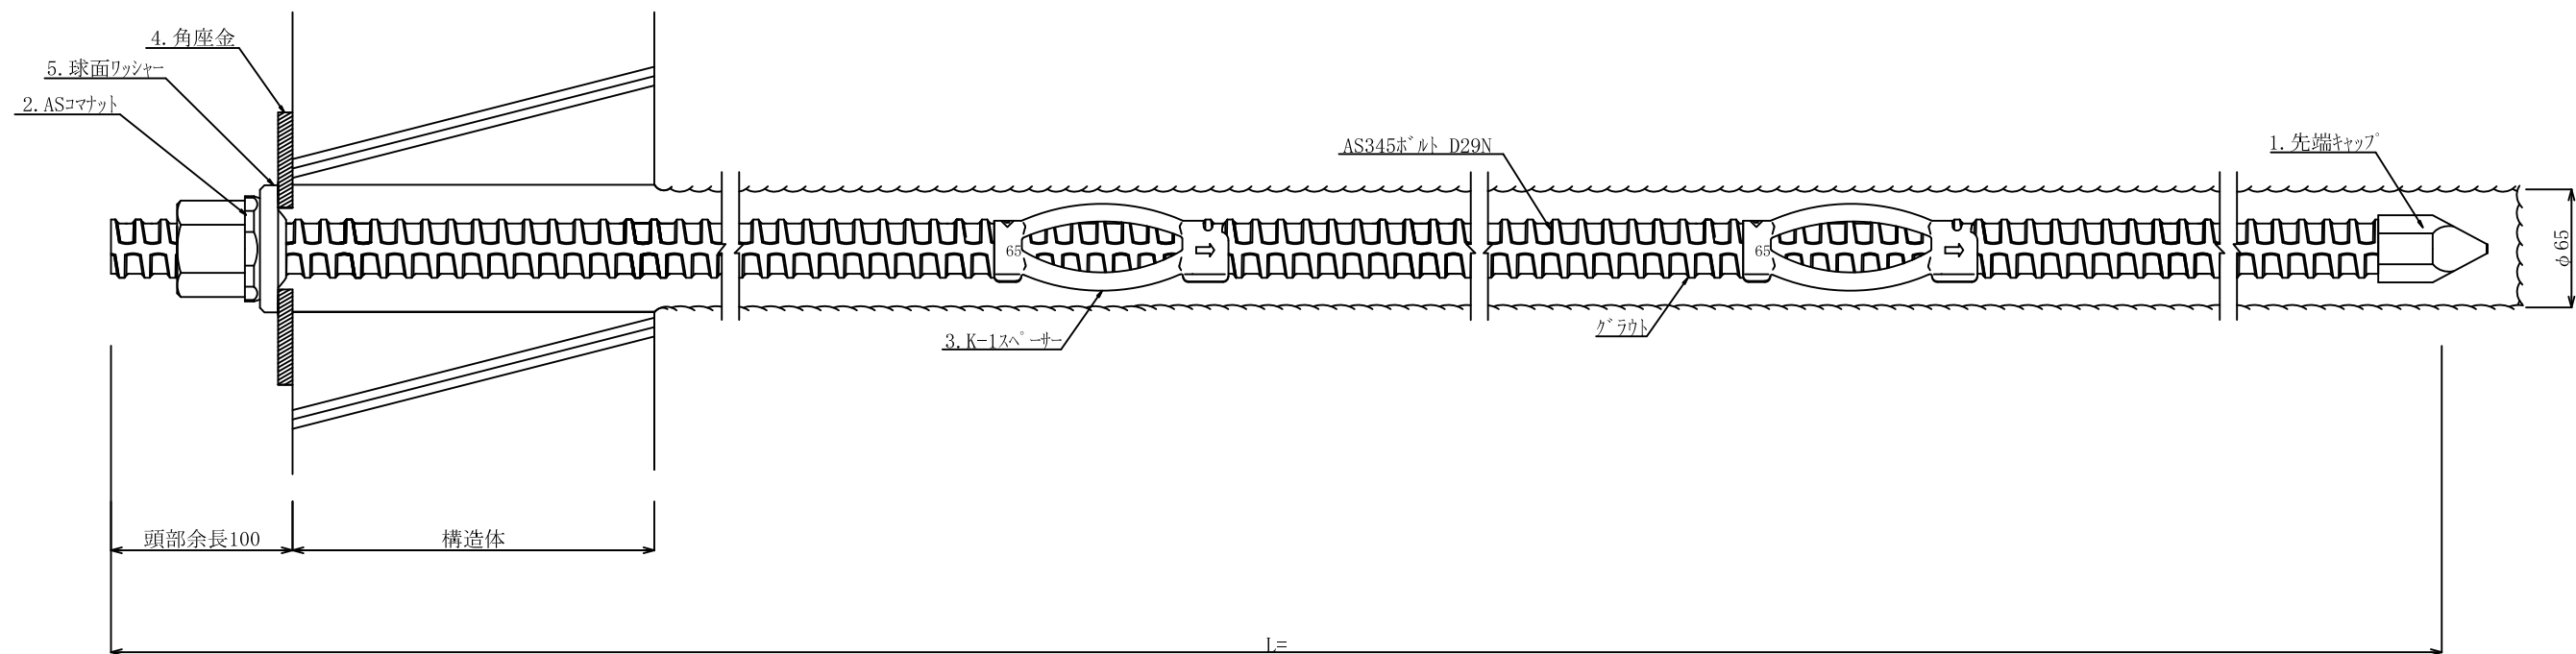 4. 角座金
5. 球面ﾜｯｼｬｰ
2. ASｺﾏﾅｯﾄ
AS345ﾎﾞﾙﾄ D29N
1. 先端ｷｬｯﾌﾟ
65
65
φ65
3. K-1ｽﾍﾟｰｻｰ
ｸﾞﾗｳﾄ
頭部余長100
構造体
L=